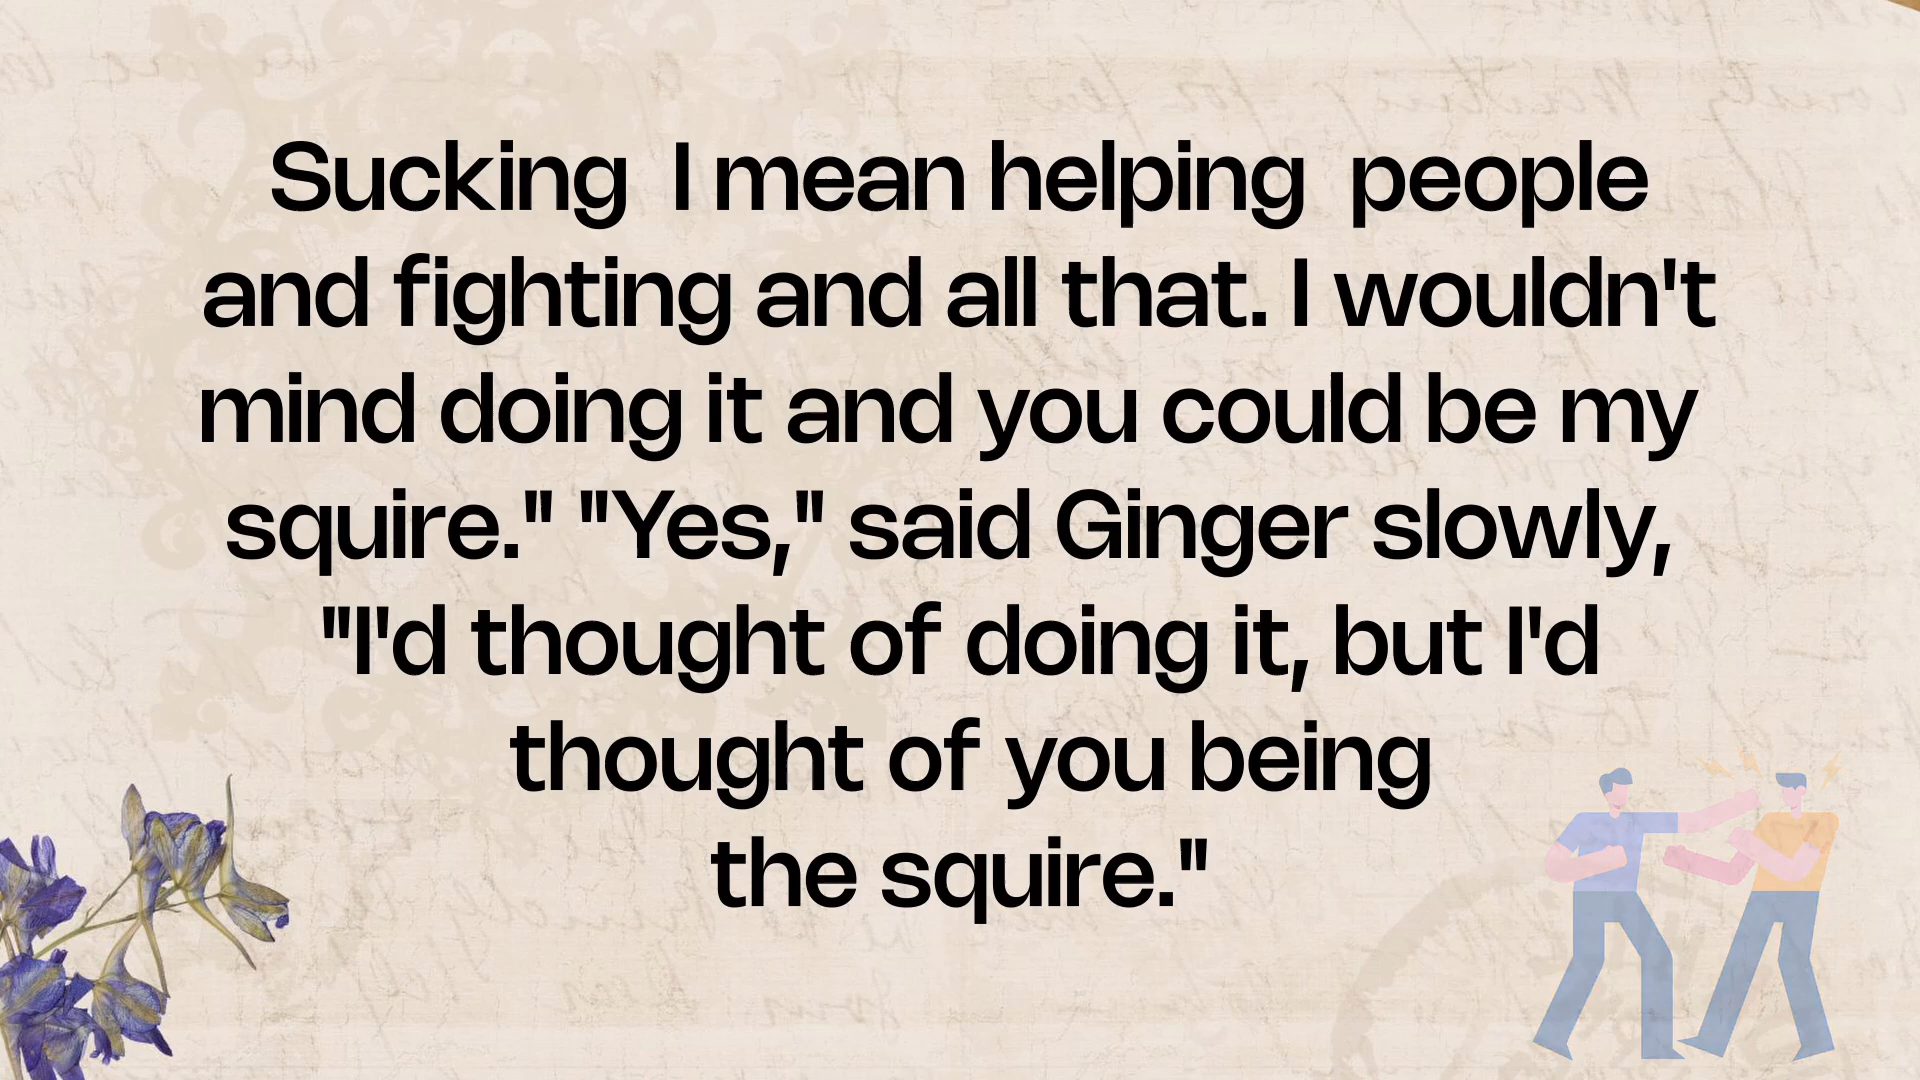 Sucking  I mean helping  people
and fighting and all that. I wouldn't
mind doing it and you could be my
squire." "Yes," said Ginger slowly,
"I'd thought of doing it, but I'd
thought of you being
the squire."